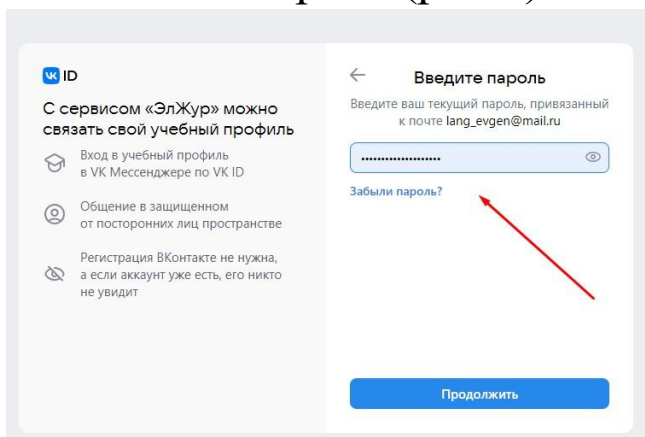 ID
С сервисом «ЭлЖур» можно
связать свой учебный профиль
Вход в учебный профиль
в VK Мессенджере по VK ID
Общение в защищенном
от посторонних лиц пространстве
Регистрация ВКонтакте не нужна,
а если аккаунт уже есть, его никто
не увидит
Введите пароль
Введите ваш текущий пароль, привязанный
к почте lang_evgen@mail.ru
Забыли пароль?
Продолжить